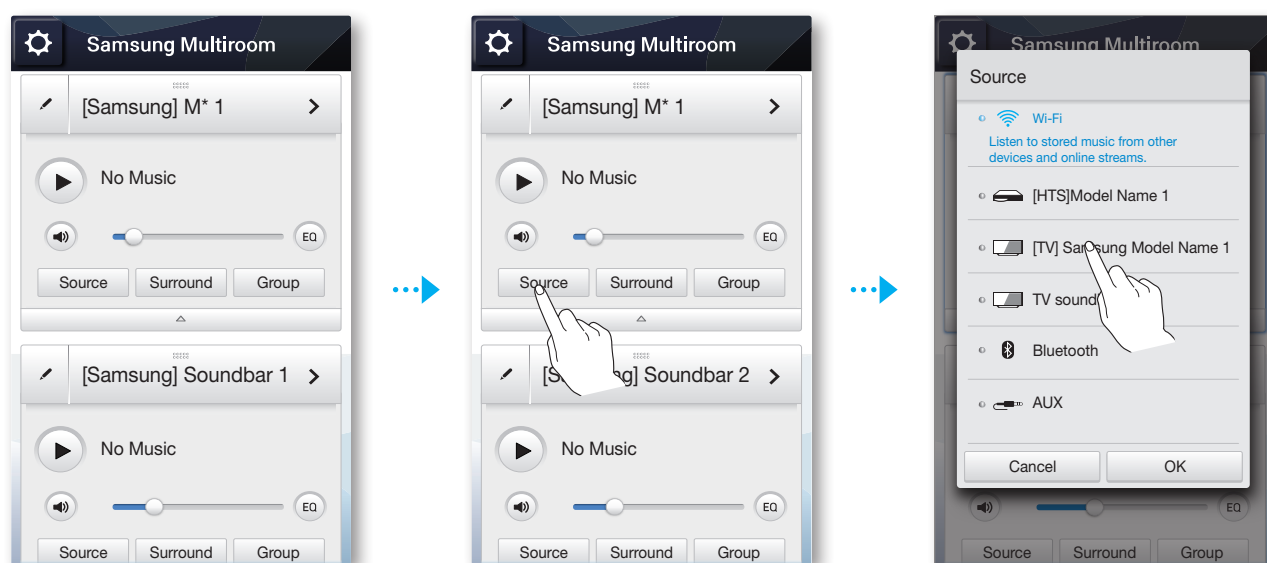 Samsung Multiroom
[Samsung] M* 1
No Music
EQ
Source Surround Group
[Samsung] Soundbar 1
No Music
EQ
Source Surround Group
Samsung Multiroom
[Samsung] M* 1
No Music
EQ
Source Surround Group
Soundbar 2
No Music
EQ
Source Surround Group
Samsung Multiroom
Source
Wi-Fi
Listen to stored music from other
devices and online streams.
[HTS]Model Name 1
[TV] Samsung Model Name 1
TV sound
Bluetooth
AUX
Cancel OK
EQ
Source Surround Group